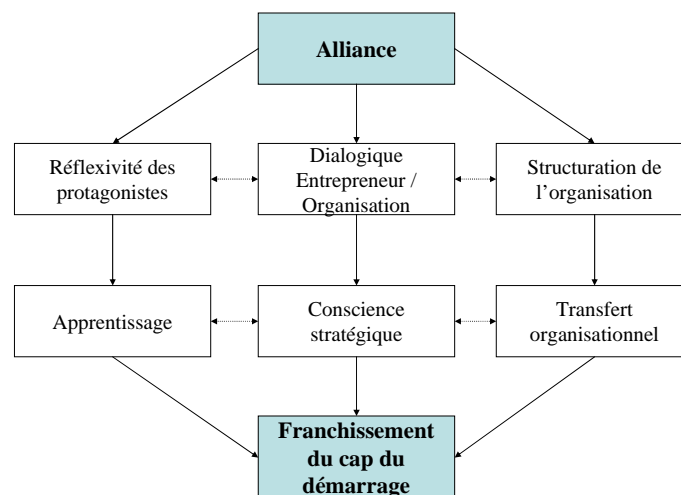 Alliance
Réflexivité des
protagonistes
Dialogique
Entrepreneur /
Organisation
Structuration de
l’organisation
Apprentissage
Conscience
stratégique
Transfert
organisationnel
Franchissement
du cap du
démarrage